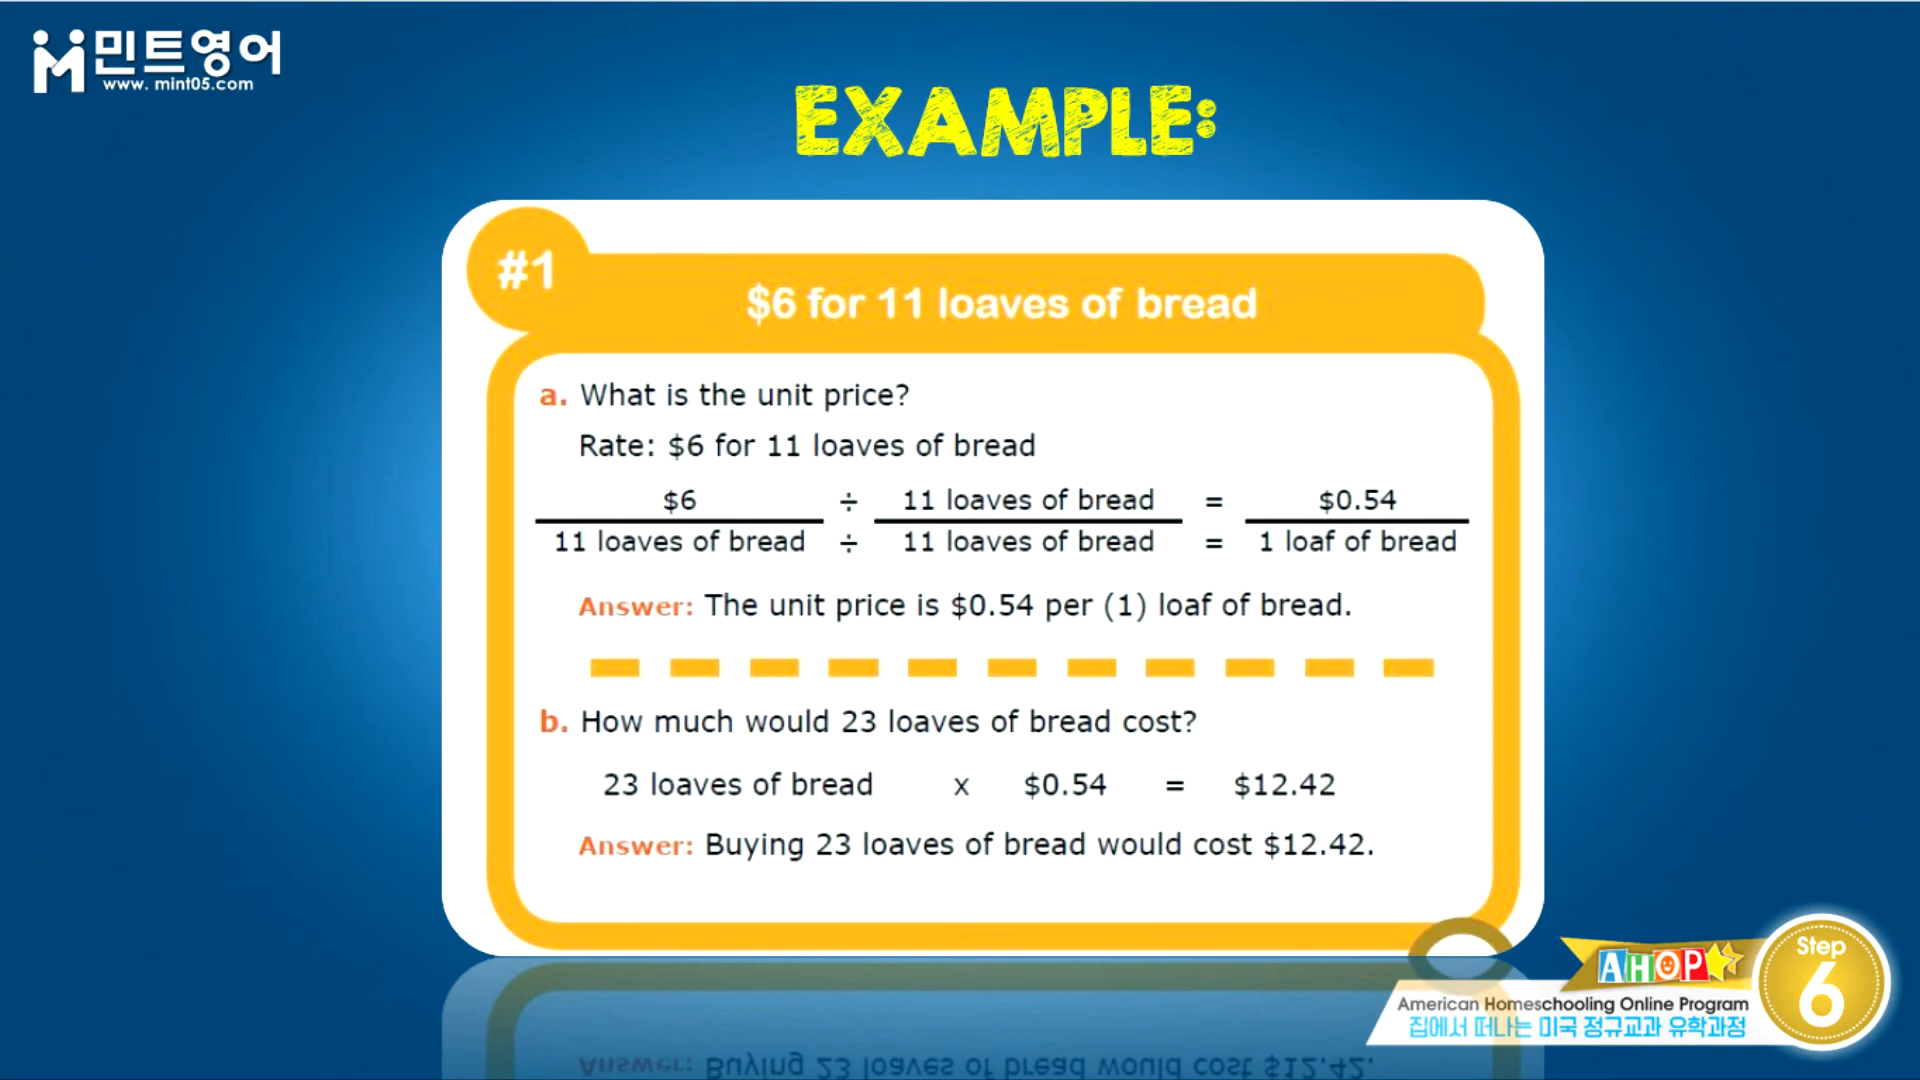 민트영어
www. mint05.com
EXAMPLE:
#1
$6 for 11 loaves of bread
a. What is the unit price?
Rate: $6 for 11 loaves of bread
$6 ÷ 11 loaves of bread = $0.54
11 loaves of bread ÷ 11 loaves of bread = 1 loaf of bread
Answer: The unit price is $0.54 per (1) loaf of bread.
b. How much would 23 loaves of bread cost?
23 loaves of bread x $0.54 = $12.42
Answer: Buying 23 loaves of bread would cost $12.42.
AHOP
American Homeschooling Online Program
집에서 떠나는 미국 정규교과 유학과정
Step
6